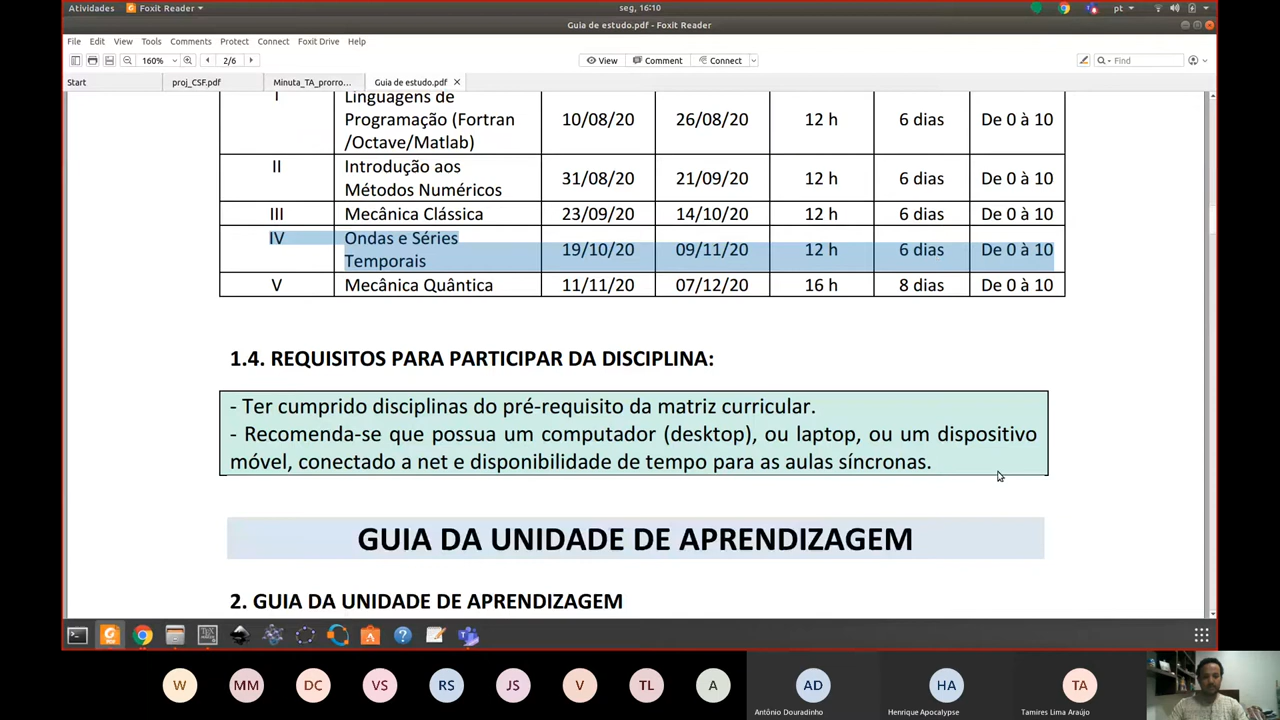 Atividades Foxit Reader seg, 16:10 pt
Guia de estudo.pdf - Foxit Reader
File Edit View Tools Comments Protect Connect Foxit Drive Help
160% 2/6 View Comment Connect Find
Start proj_CSF.pdf Minuta_TA_prorro... Guia de estudo.pdf
I Linguagens de
Programação (Fortran 10/08/20 26/08/20 12 h 6 dias De 0 à 10
/Octave/Matlab)
II Introdução aos
Métodos Numéricos 31/08/20 21/09/20 12 h 6 dias De 0 à 10
III Mecânica Clássica 23/09/20 14/10/20 12 h 6 dias De 0 à 10
IV Ondas e Séries
Temporais 19/10/20 09/11/20 12 h 6 dias De 0 à 10
V Mecânica Quântica 11/11/20 07/12/20 16 h 8 dias De 0 à 10
1.4. REQUISITOS PARA PARTICIPAR DA DISCIPLINA:
- Ter cumprido disciplinas do pré-requisito da matriz curricular.
- Recomenda-se que possua um computador (desktop), ou laptop, ou um dispositivo
móvel, conectado a net e disponibilidade de tempo para as aulas síncronas.
GUIA DA UNIDADE DE APRENDIZAGEM
2. GUIA DA UNIDADE DE APRENDIZAGEM
W MM DC VS RS JS V TL A AD HA TA
Antônio Douradinho Henrique Apocalypse Tamires Lima Araújo